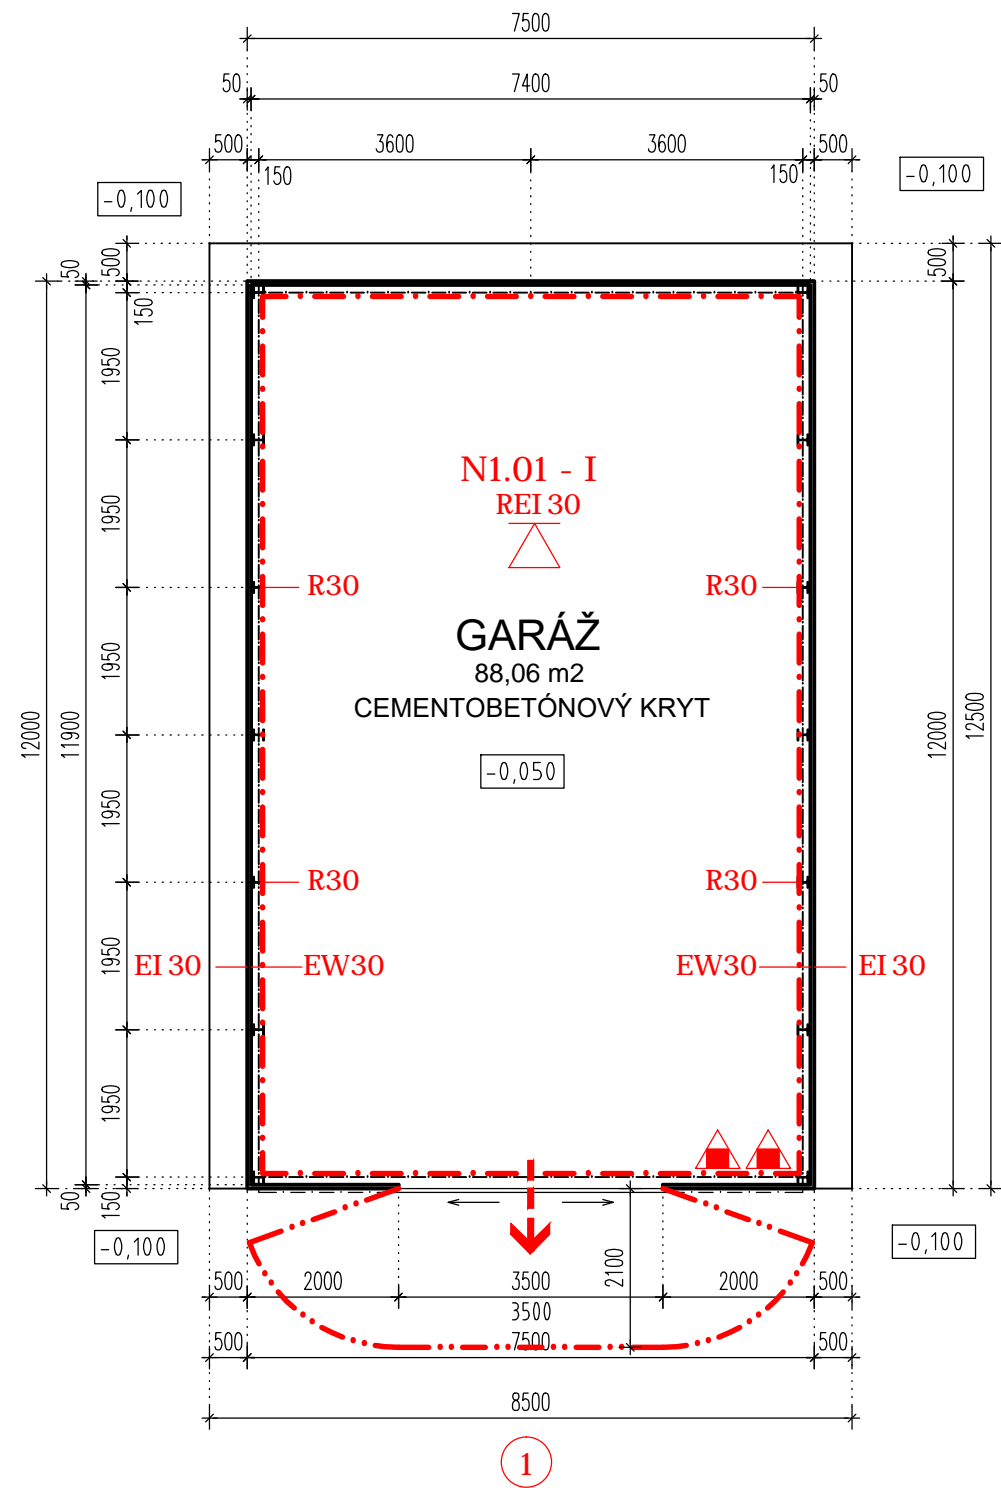 7500
50 7400 50
500 3600 3600 500
150 150
-0,100 -0,100
50 500 500
150
1950
1950
N1.01 - I
REI 30
R30 R30
GARÁŽ
88,06 m2
CEMENTOBETÓNOVÝ KRYT
1950
12000 11900 12000 12500
-0,050
1950
R30 R30
1950
EI 30 EW30 EW30 EI 30
1950
50 150
-0,100 -0,100
2100
500 2000 3500 2000 500
3500
500 7500 500
8500
1